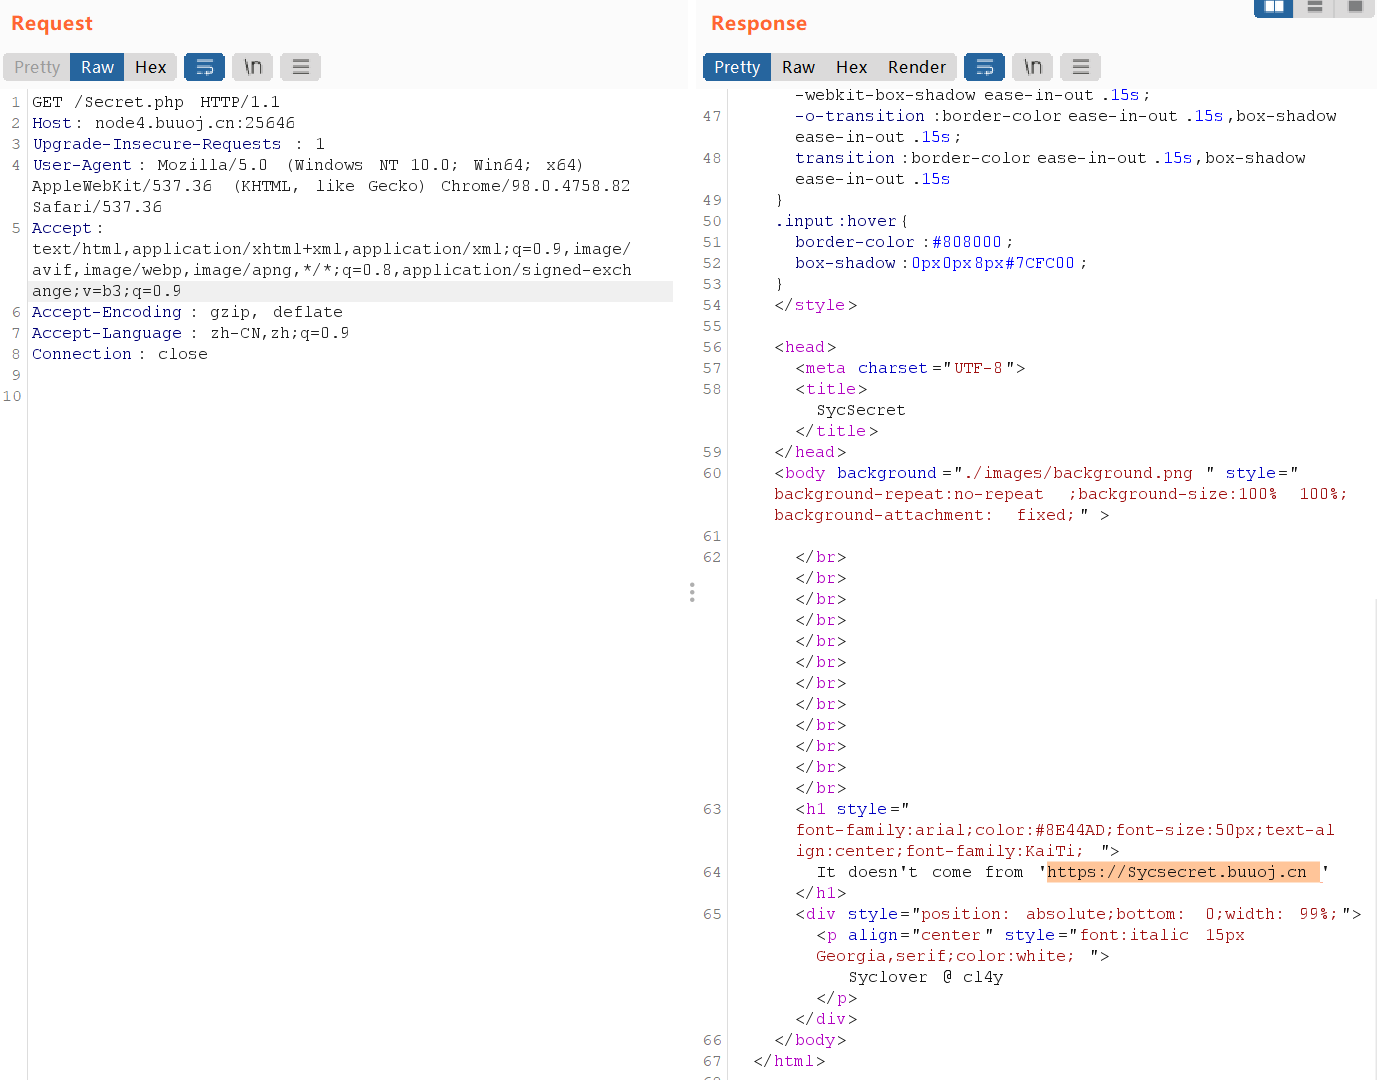 Request
Pretty Raw Hex \n
1 GET /Secret.php HTTP/1.1
2 Host: node4.buuoj.cn:25646
3 Upgrade-Insecure-Requests : 1
4 User-Agent : Mozilla/5.0 (Windows NT 10.0; Win64; x64)
AppleWebKit/537.36 (KHTML, like Gecko) Chrome/98.0.4758.82
Safari/537.36
5 Accept:
text/html,application/xhtml+xml,application/xml;q=0.9,image/
avif,image/webp,image/apng,*/*;q=0.8,application/signed-exch
ange;v=b3;q=0.9
6 Accept-Encoding : gzip, deflate
7 Accept-Language : zh-CN,zh;q=0.9
8 Connection : close
9
10
Response
Pretty Raw Hex Render \n
-webkit-box-shadow ease-in-out .15s;
47 -o-transition :border-color ease-in-out .15s,box-shadow
ease-in-out .15s;
48 transition :border-color ease-in-out .15s,box-shadow
ease-in-out .15s
49 }
50 .input:hover{
51 border-color :#808000;
52 box-shadow:0px0px8px#7CFC00;
53 }
54 </style>
55
56 <head>
57 <meta charset="UTF-8">
58 <title>
SycSecret
</title>
59 </head>
60 <body background="./images/background.png " style="
background-repeat:no-repeat ;background-size:100% 100%;
background-attachment: fixed;" >
61
62 </br>
</br>
</br>
</br>
</br>
</br>
</br>
</br>
</br>
</br>
</br>
</br>
63 <h1 style="
font-family:arial;color:#8E44AD;font-size:50px;text-al
ign:center;font-family:KaiTi; ">
64 It doesn't come from 'https://Sycsecret.buuoj.cn '
</h1>
65 <div style="position: absolute;bottom: 0;width: 99%;">
<p align="center" style="font:italic 15px
Georgia,serif;color:white; ">
Syclover @ cl4y
</p>
</div>
66 </body>
67 </html>